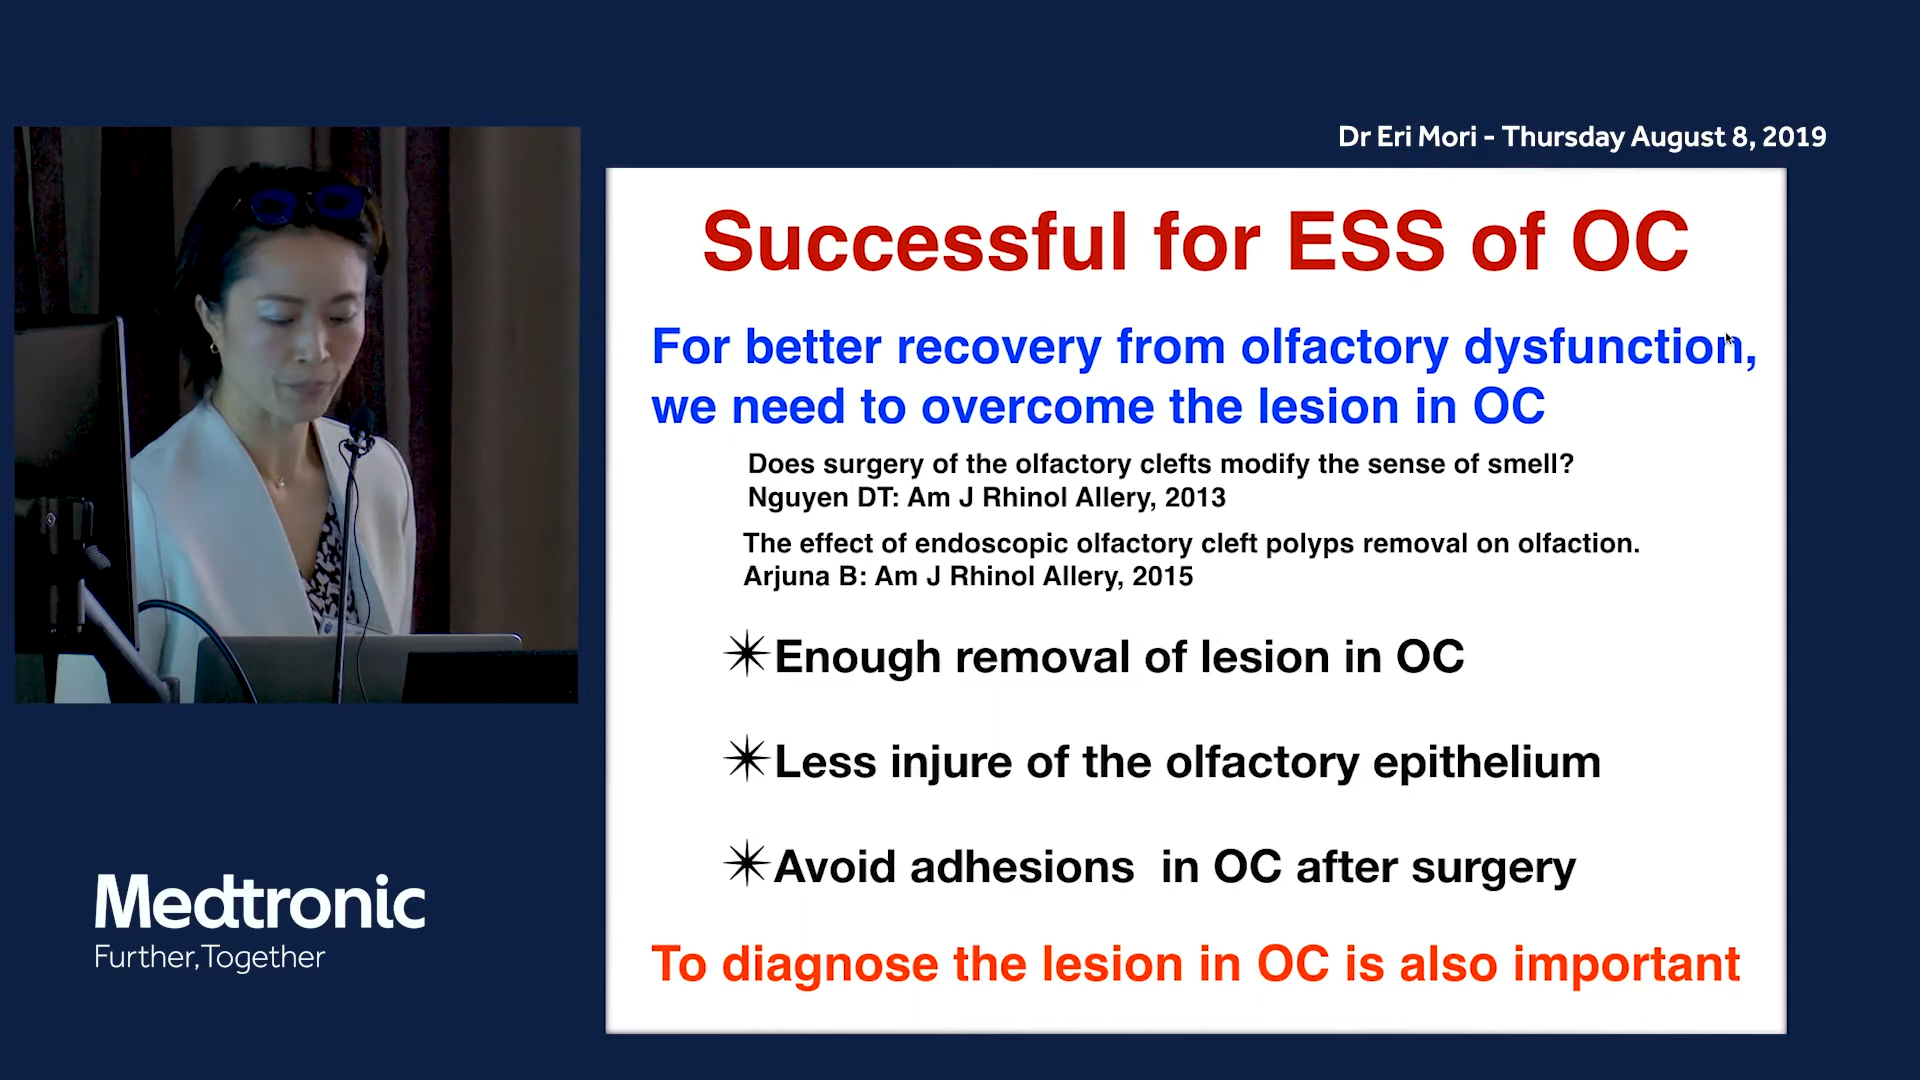 Dr Eri Mori - Thursday August 8, 2019
Successful for ESS of OC
For better recovery from olfactory dysfunction,
we need to overcome the lesion in OC
Does surgery of the olfactory clefts modify the sense of smell?
Nguyen DT: Am J Rhinol Allery, 2013
The effect of endoscopic olfactory cleft polyps removal on olfaction.
Arjuna B: Am J Rhinol Allery, 2015
✴Enough removal of lesion in OC
✴Less injure of the olfactory epithelium
✴Avoid adhesions  in OC after surgery
To diagnose the lesion in OC is also important
Medtronic
Further, Together